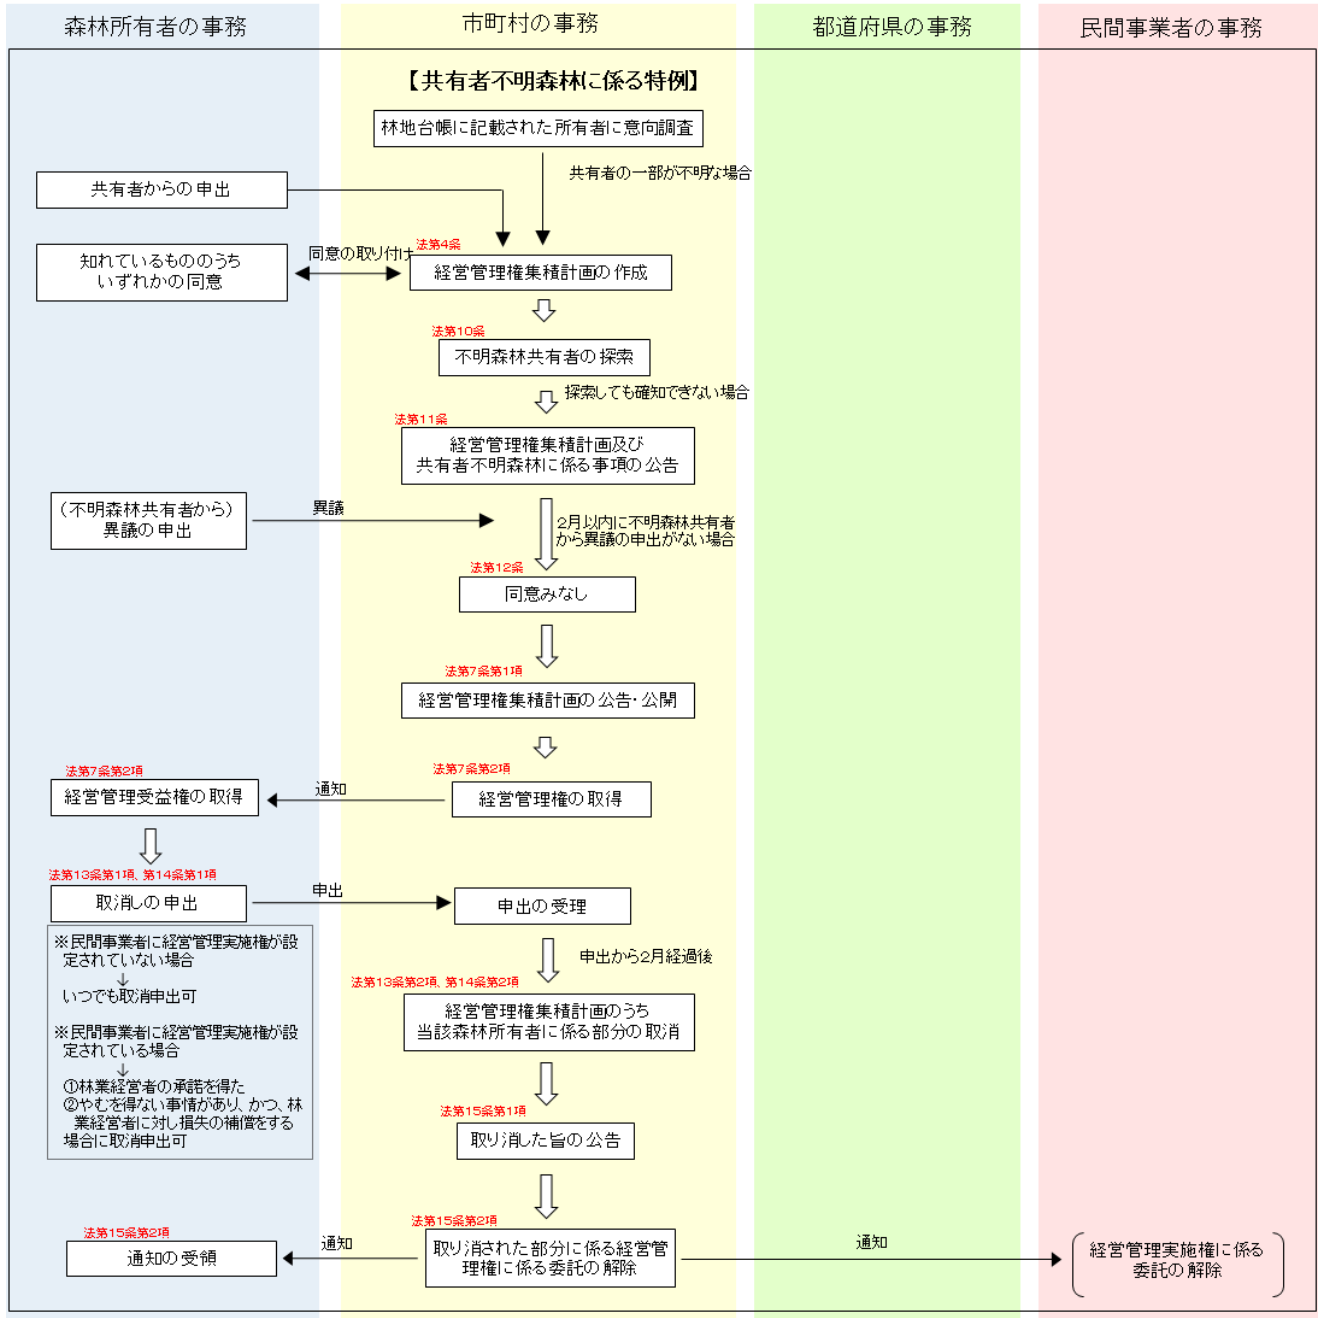 森林所有者の事務
市町村の事務
都道府県の事務
民間事業者の事務
【共有者不明森林に係る特例】
林地台帳に記載された所有者に意向調査
共有者の一部が不明な場合
共有者からの申出
法第4条
同意の取り付け
知れているもののうち
いずれかの同意
経営管理権集積計画の作成
法第10条
不明森林共有者の探索
探索しても確知できない場合
法第11条
経営管理権集積計画及び
共有者不明森林に係る事項の公告
(不明森林共有者から)
異議の申出
異議
2月以内に不明森林共有者
から異議の申出がない場合
法第12条
同意みなし
法第7条第1項
経営管理権集積計画の公告・公開
法第7条第2項
経営管理受益権の取得
通知
法第7条第2項
経営管理権の取得
法第13条第1項、第14条第1項
取消しの申出
申出
申出の受理
※民間事業者に経営管理実施権が設
定されていない場合
↓
いつでも取消申出可
※民間事業者に経営管理実施権が設
定されている場合
↓
①林業経営者の承諾を得た
②やむを得ない事情があり、かつ、林
業経営者に対し損失の補償をする
場合に取消申出可
申出から2月経過後
法第13条第2項、第14条第2項
経営管理権集積計画のうち
当該森林所有者に係る部分の取消
法第15条第1項
取り消した旨の公告
法第15条第2項
通知の受領
通知
法第15条第2項
取り消された部分に係る経営管
理権に係る委託の解除
通知
経営管理実施権に係る
委託の解除